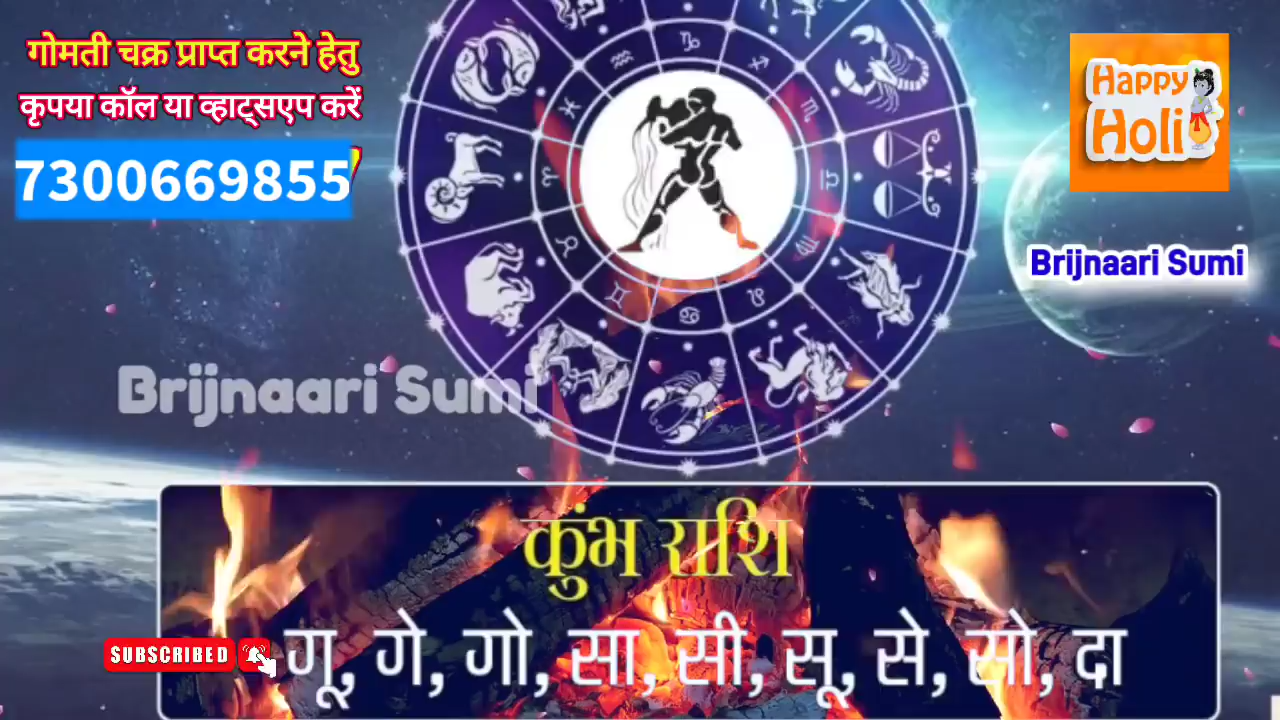 गोमती चक्र प्राप्त करने हेतु
कृपया कॉल या व्हाट्सएप करें
7300669855
Happy
Holi
Brijnaari Sumi
Brijnaari Sumi
कुंभ राशि
गू, गे, गो, सा, सी, सू, से, सो, दा
SUBSCRIBED